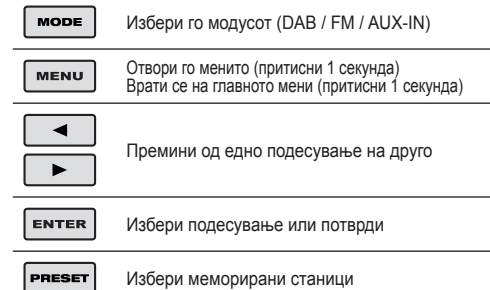 MODE Избери го модусот (DAB / FM / AUX-IN)
MENU Отвори го менито (притисни 1 секунда)
Врати се на главното мени (притисни 1 секунда)
Премини од едно подесување на друго
ENTER Избери подесување или потврди
PRESET Избери меморирани станици